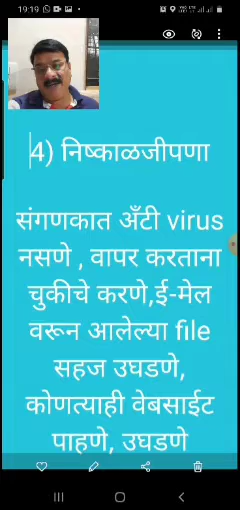 19:19
4) निष्काळजीपणा
संगणकात अँटी virus
नसणे , वापर करताना
चुकीचे करणे,ई-मेल
वरून आलेल्या file
सहज उघडणे,
कोणत्याही वेबसाईट
पाहणे, उघडणे